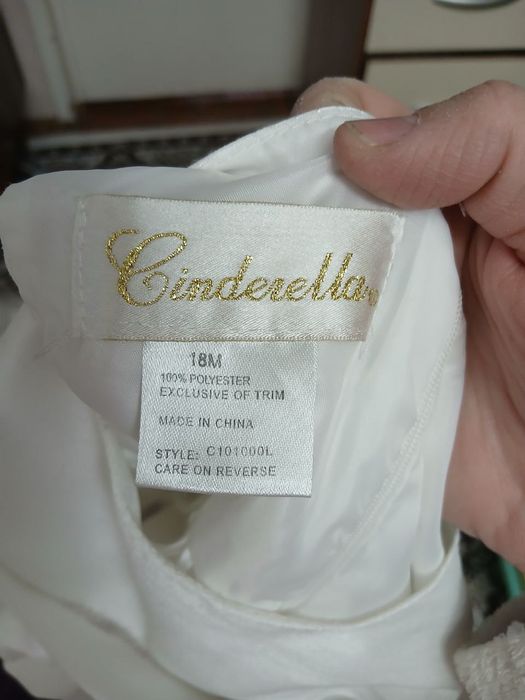 Cinderella
18M
100% POLYESTER
EXCLUSIVE OF TRIM
MADE IN CHINA
STYLE: C101000L
CARE ON REVERSE